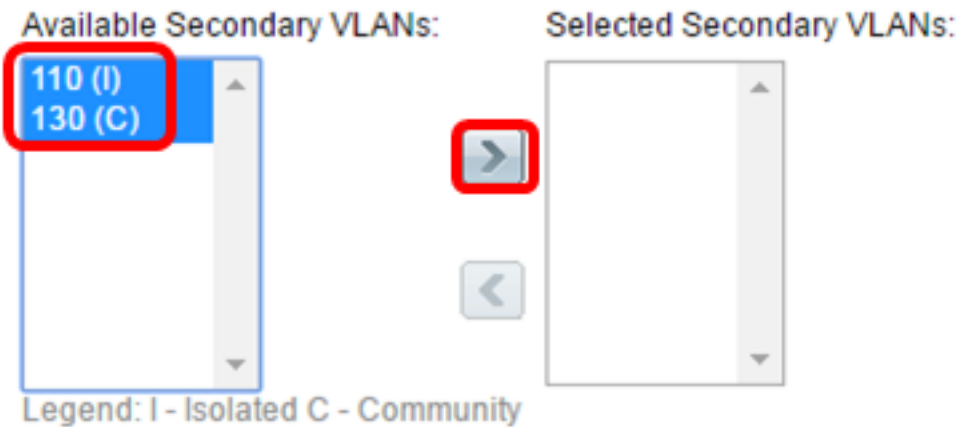 Available Secondary VLANs:
Selected Secondary VLANs:
110 (I)
130 (C)
Legend: I - Isolated C - Community